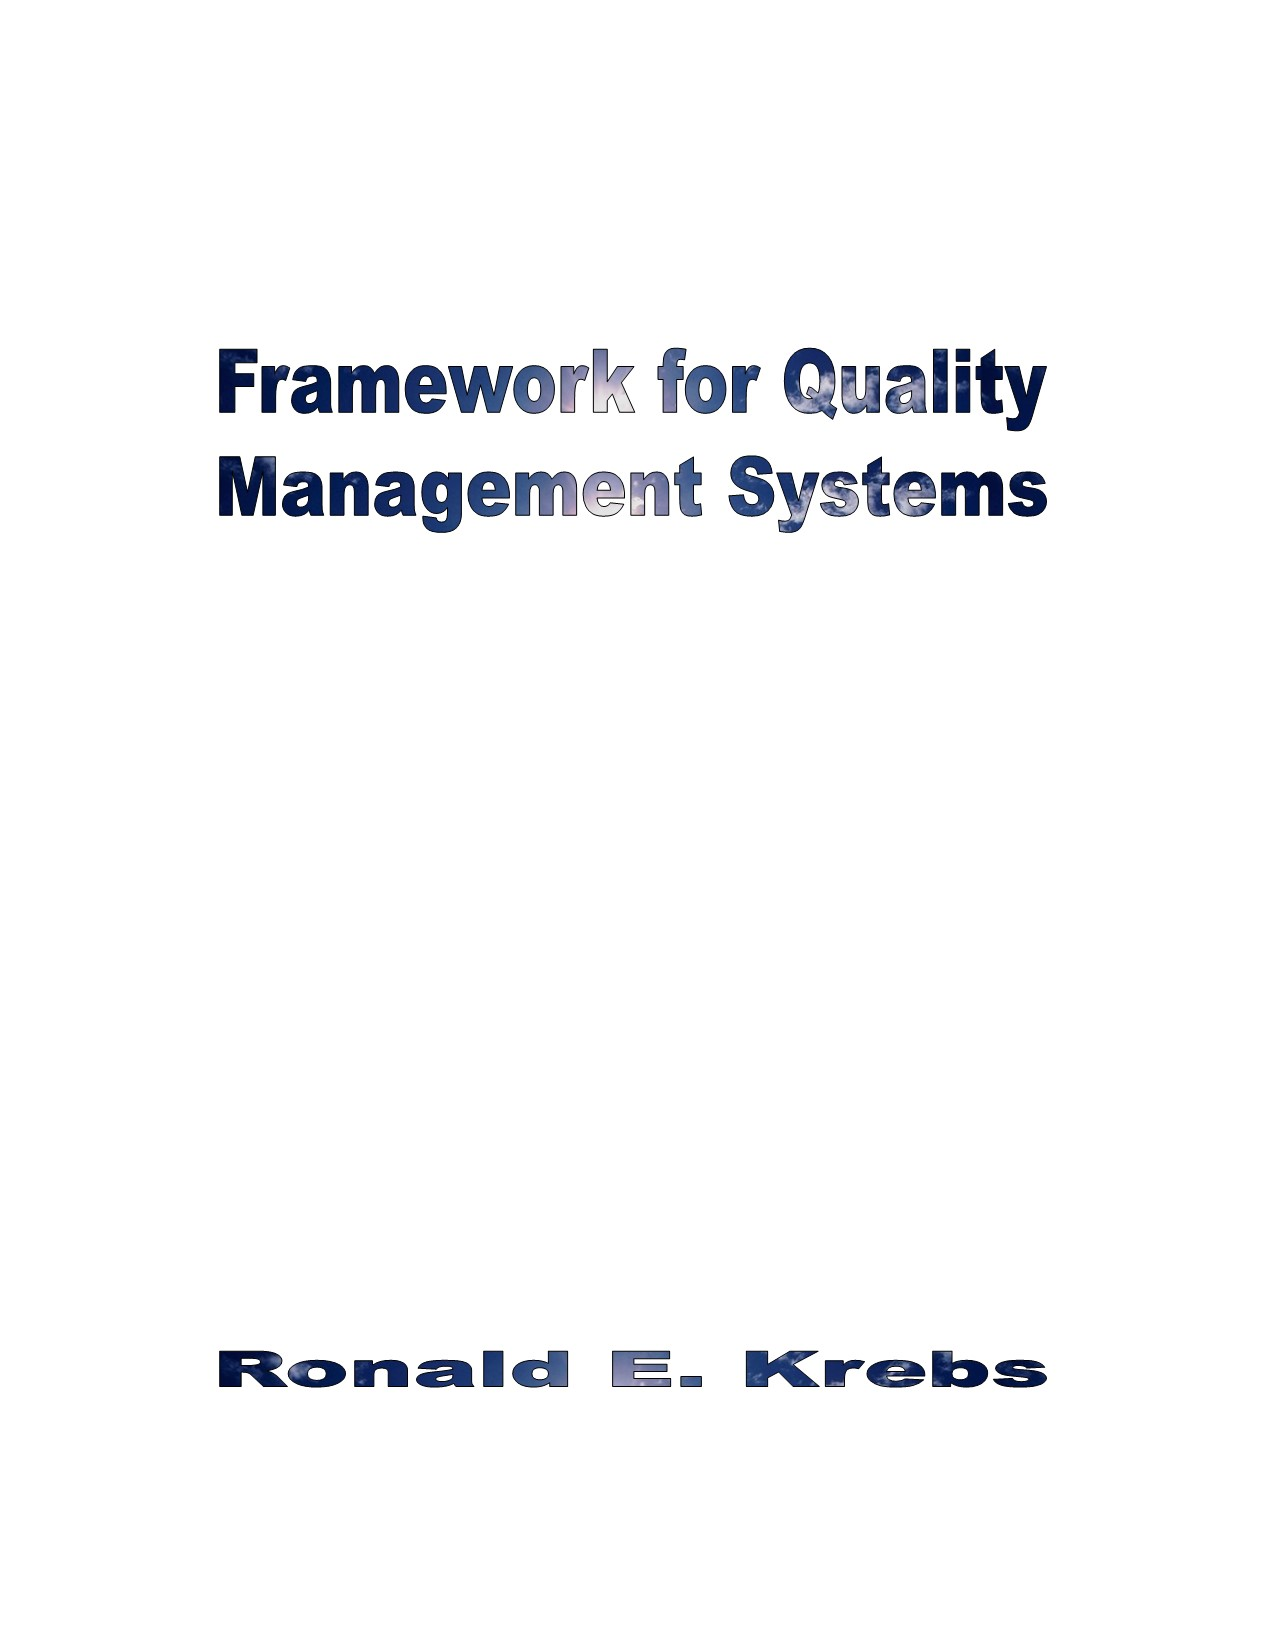 Framework for Quality
Management Systems
Ronald E. Krebs